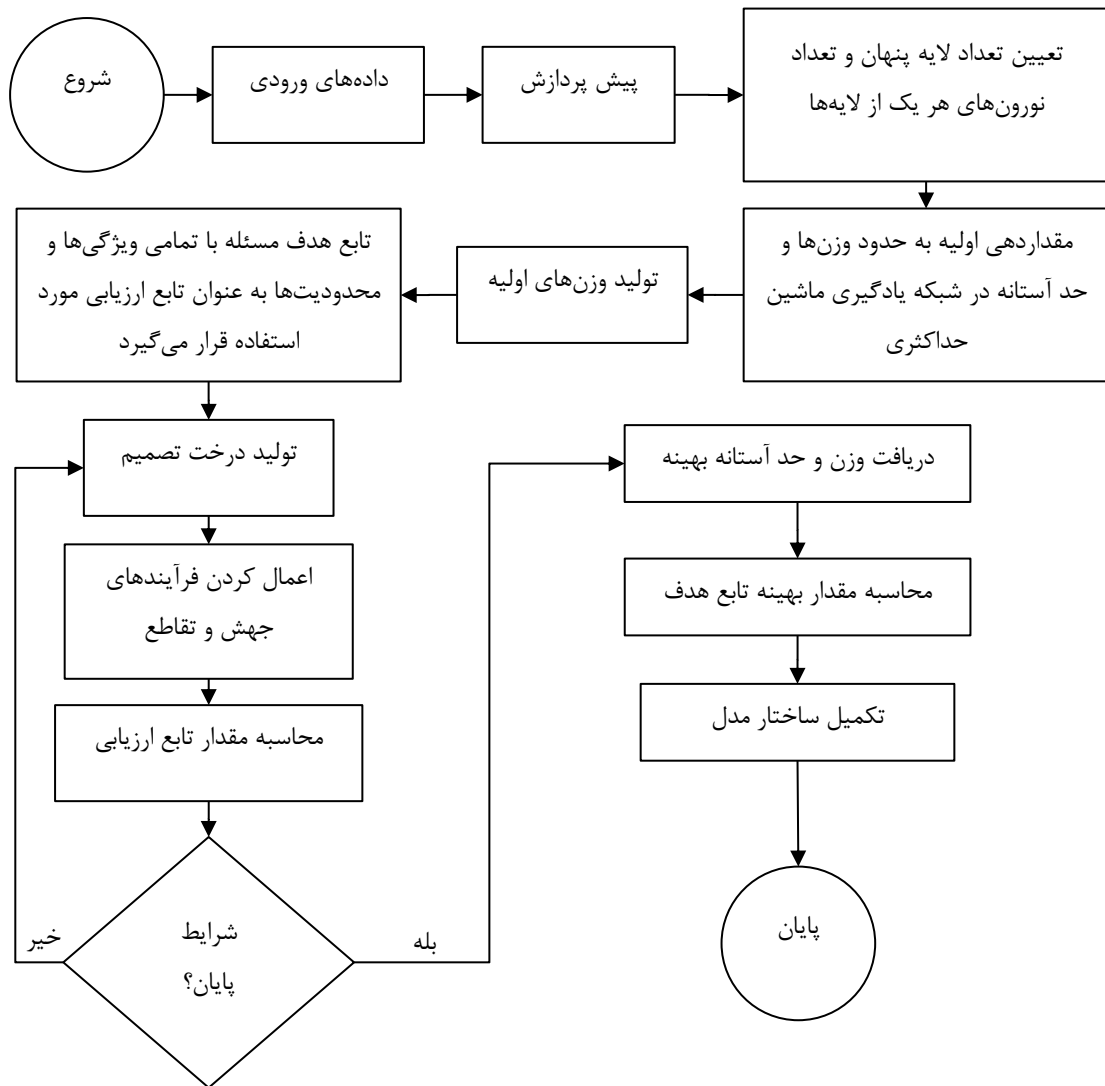 شروع
داده‌های ورودی
پیش پردازش
تعیین تعداد لایه پنهان و تعداد
نورون‌های هر یک از لایه‌ها
مقداردهی اولیه به حدود وزن‌ها و
حد آستانه در شبکه یادگیری ماشین
حداکثری
تولید وزن‌های اولیه
تابع هدف مسئله با تمامی ویژگی‌ها و
محدودیت‌ها به عنوان تابع ارزیابی مورد
استفاده قرار می‌گیرد
تولید درخت تصمیم
اعمال کردن فرآیندهای
جهش و تقاطع
محاسبه مقدار تابع ارزیابی
شرایط
پایان؟
خیر
بله
دریافت وزن و حد آستانه بهینه
محاسبه مقدار بهینه تابع هدف
تکمیل ساختار مدل
پایان